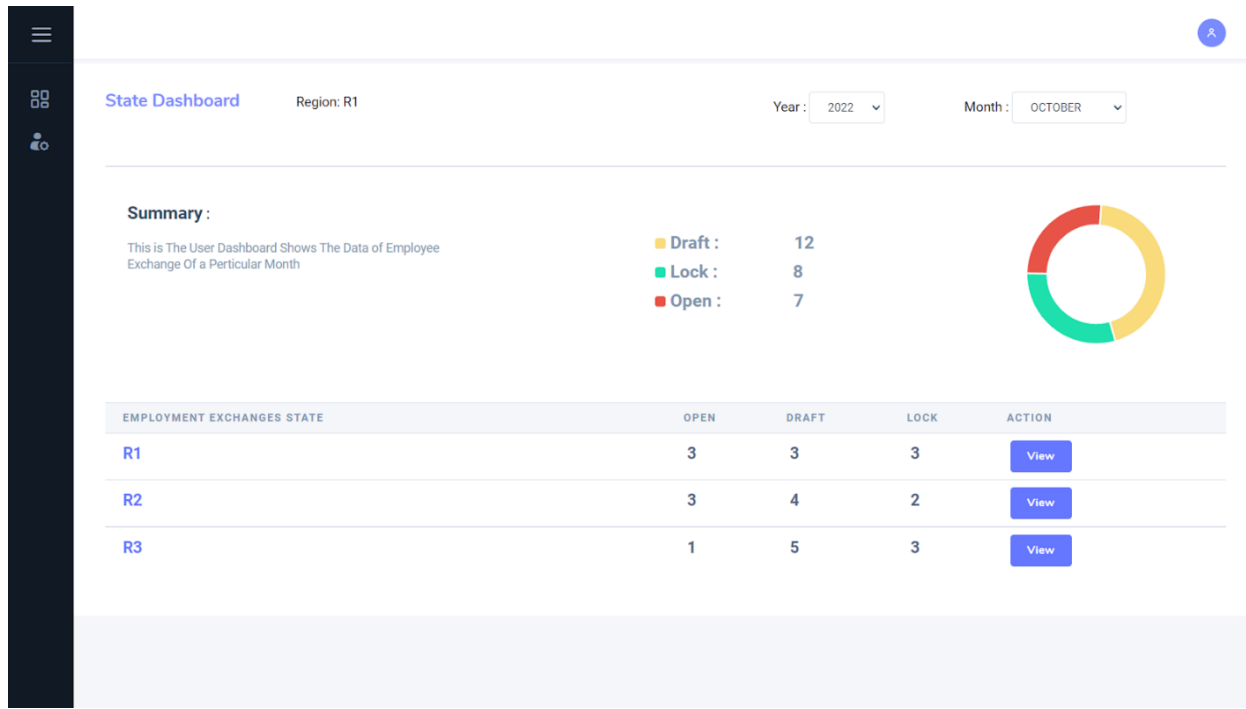 State Dashboard Region: R1 Year : 2022 Month : OCTOBER
Summary :
This is The User Dashboard Shows The Data of Employee
Exchange Of a Perticular Month
Draft : 12
Lock : 8
Open : 7
EMPLOYMENT EXCHANGES STATE OPEN DRAFT LOCK ACTION
R1 3 3 3 View
R2 3 4 2 View
R3 1 5 3 View